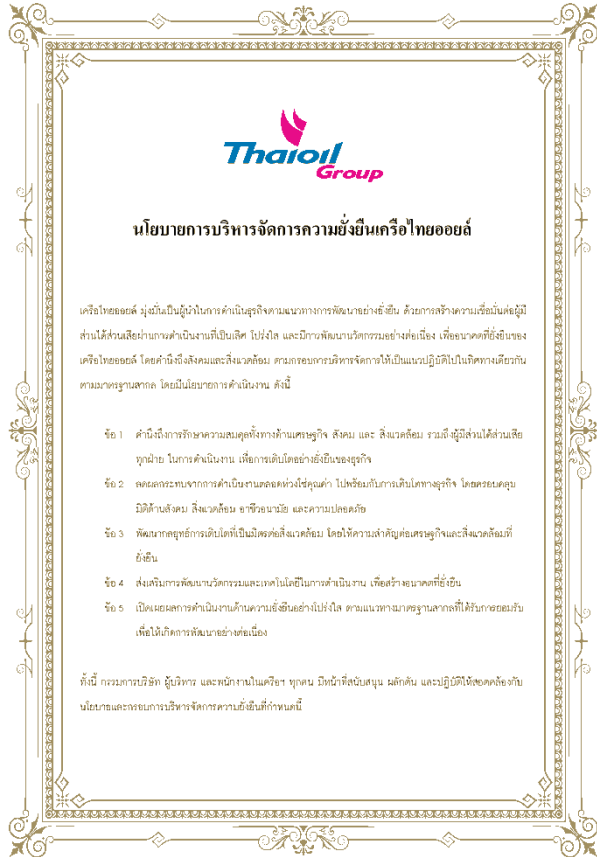 Thaioil
Group
นโยบายการบริหารจัดการความยั่งยืนเครือไทยออยล์
เครือไทยออยล์ มุ่งมั่นเป็นผู้นำในการดำเนินธุรกิจตามแนวทางการพัฒนาอย่างยั่งยืน ด้วยการสร้างความเชื่อมั่นต่อผู้มี
ส่วนได้ส่วนเสียผ่านการดำเนินงานที่เป็นเลิศ โปร่งใส และมีการพัฒนานวัตกรรมอย่างต่อเนื่อง เพื่ออนาคตที่ยั่งยืนของ
เครือไทยออยล์ โดยคำนึงถึงสังคมและสิ่งแวดล้อม ตามกรอบการบริหารจัดการให้เป็นแนวปฏิบัติไปในทิศทางเดียวกัน
ตามมาตรฐานสากล โดยมีนโยบายการดำเนินงาน ดังนี้
ข้อ 1 คำนึงถึงการรักษาความสมดุลทั้งทางด้านเศรษฐกิจ สังคม และ สิ่งแวดล้อม รวมถึงผู้มีส่วนได้ส่วนเสีย
ทุกฝ่าย ในการดำเนินงาน เพื่อการเติบโตอย่างยั่งยืนของธุรกิจ
ข้อ 2 ลดผลกระทบจากการดำเนินงานตลอดห่วงโซ่คุณค่า ไปพร้อมกับการเติบโตทางธุรกิจ โดยครอบคลุม
มิติด้านสังคม สิ่งแวดล้อม อาชีวอนามัย และความปลอดภัย
ข้อ 3 พัฒนากลยุทธ์การเติบโตที่เป็นมิตรต่อสิ่งแวดล้อม โดยให้ความสำคัญต่อเศรษฐกิจและสิ่งแวดล้อมที่
ยั่งยืน
ข้อ 4 ส่งเสริมการพัฒนานวัตกรรมและเทคโนโลยีในการดำเนินงาน เพื่อสร้างอนาคตที่ยั่งยืน
ข้อ 5 เปิดเผยผลการดำเนินงานด้านความยั่งยืนอย่างโปร่งใส ตามแนวทางมาตรฐานสากลที่ได้รับการยอมรับ
เพื่อให้เกิดการพัฒนาอย่างต่อเนื่อง
ทั้งนี้ กรรมการบริษัท ผู้บริหาร และพนักงานในเครือฯ ทุกคน มีหน้าที่สนับสนุน ผลักดัน และปฏิบัติให้สอดคล้องกับ
นโยบายและกรอบการบริหารจัดการความยั่งยืนที่กำหนดนี้